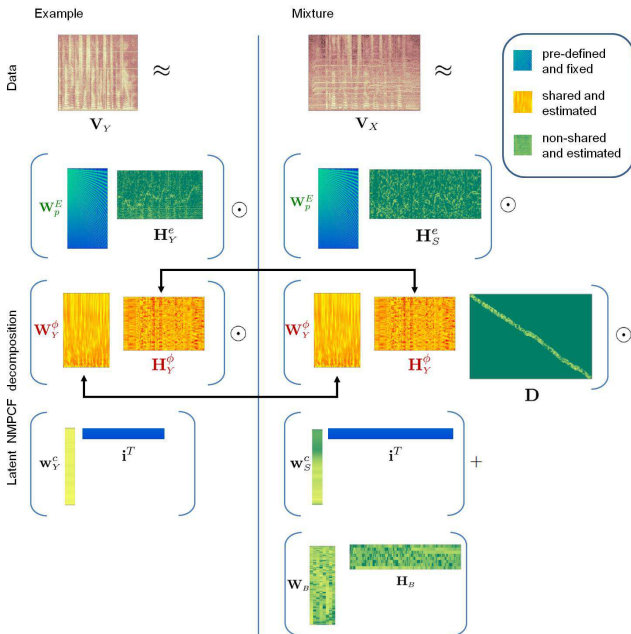 Example
Mixture
Data
≈
≈
V_Y
V_X
pre-defined
and fixed
shared and
estimated
non-shared
and estimated
W_p^E
H_Y^e
⊙
W_p^E
H_S^e
⊙
Latent NMPCF decomposition
W_Y^ϕ
H_Y^ϕ
⊙
W_Y^ϕ
H_Y^ϕ
D
⊙
w_Y^c
i^T
w_S^c
i^T
+
W_B
H_B